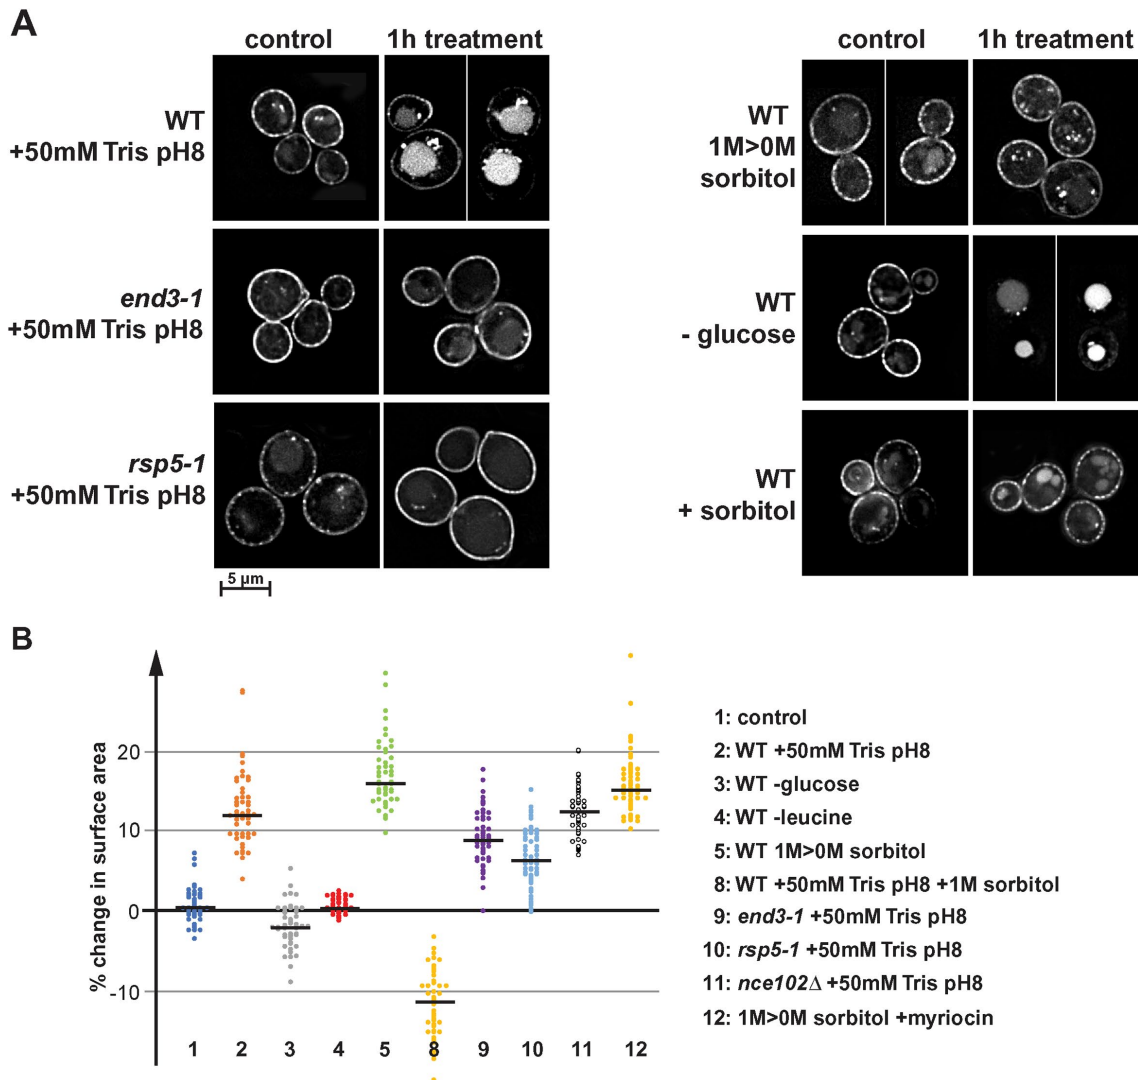 A
control
1h treatment
WT
+50mM Tris pH8
end3-1
+50mM Tris pH8
rsp5-1
+50mM Tris pH8
5 µm
control
1h treatment
WT
1M>0M
sorbitol
WT
- glucose
WT
+ sorbitol
B
% change in surface area
20
10
0
-10
1 2 3 4 5 8 9 10 11 12
1: control
2: WT +50mM Tris pH8
3: WT -glucose
4: WT -leucine
5: WT 1M>0M sorbitol
8: WT +50mM Tris pH8 +1M sorbitol
9: end3-1 +50mM Tris pH8
10: rsp5-1 +50mM Tris pH8
11: nce102Δ +50mM Tris pH8
12: 1M>0M sorbitol +myriocin